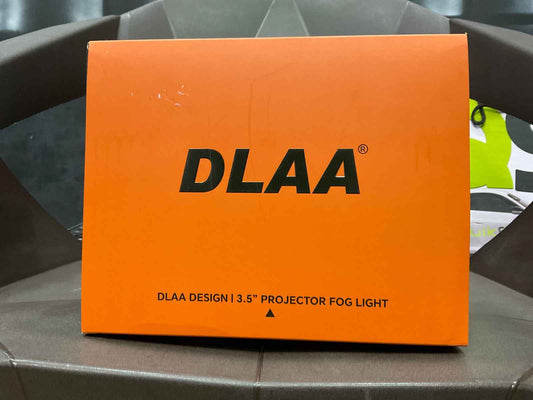 DLAA®
DLAA DESIGN | 3.5" PROJECTOR FOG LIGHT